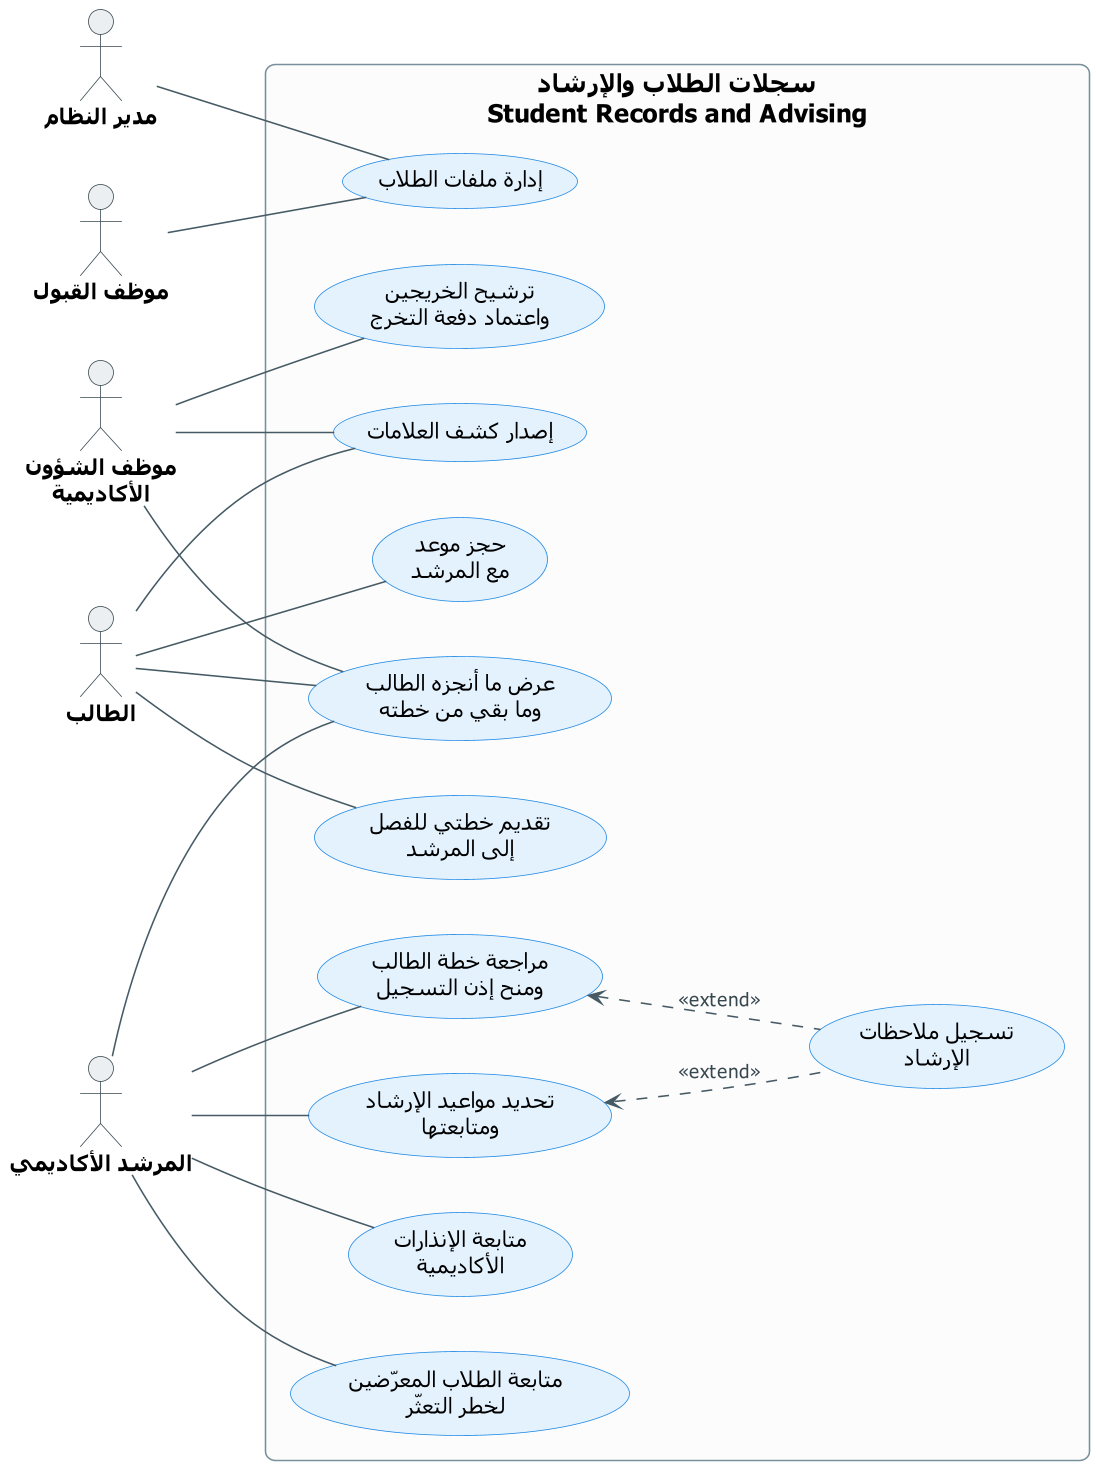 سجلات الطلاب والإرشاد
Student Records and Advising
مدير النظام
إدارة ملفات الطلاب
موظف القبول
ترشيح الخريجين
واعتماد دفعة التخرج
موظف الشؤون
الأكاديمية
إصدار كشف العلامات
حجز موعد
مع المرشد
الطالب
عرض ما أنجزه الطالب
وما بقي من خطته
تقديم خطتي للفصل
إلى المرشد
مراجعة خطة الطالب
ومنح إذن التسجيل
«extend»
تسجيل ملاحظات
الإرشاد
«extend»
تحديد مواعيد الإرشاد
ومتابعتها
المرشد الأكاديمي
متابعة الإنذارات
الأكاديمية
متابعة الطلاب المعرّضين
لخطر التعثّر